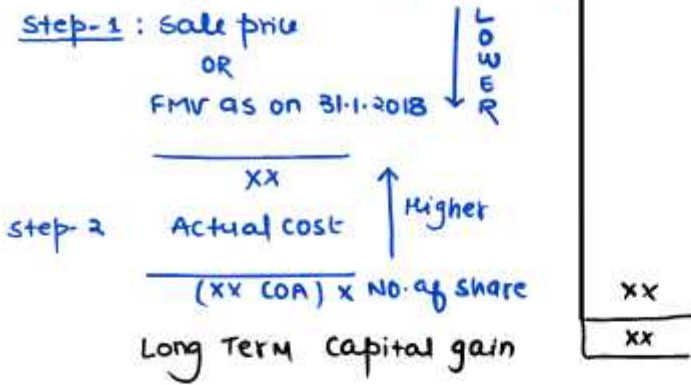 Step-1 : Sale price
OR
FMV as on 31.1.2018
LOWER
XX
Step-2 Actual cost
Higher
(XX COA) x NO. of share
XX
Long Term Capital gain
XX